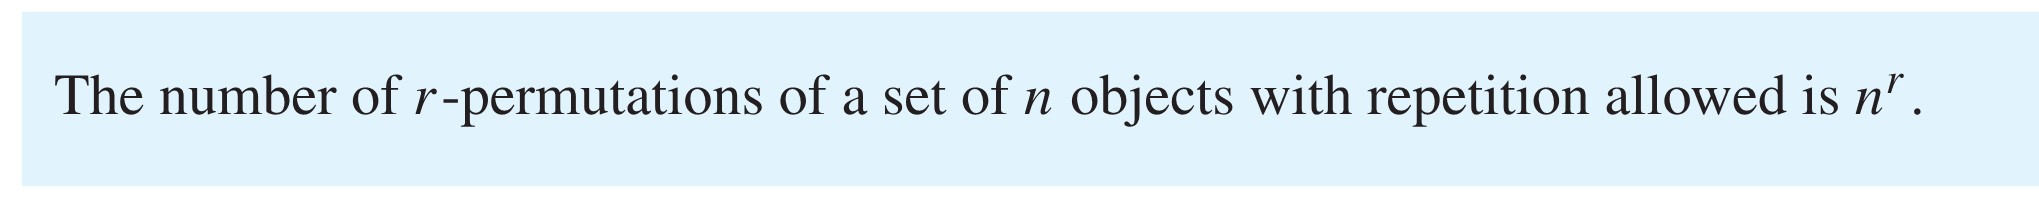 The number of r-permutations of a set of n objects with repetition allowed is nʳ.